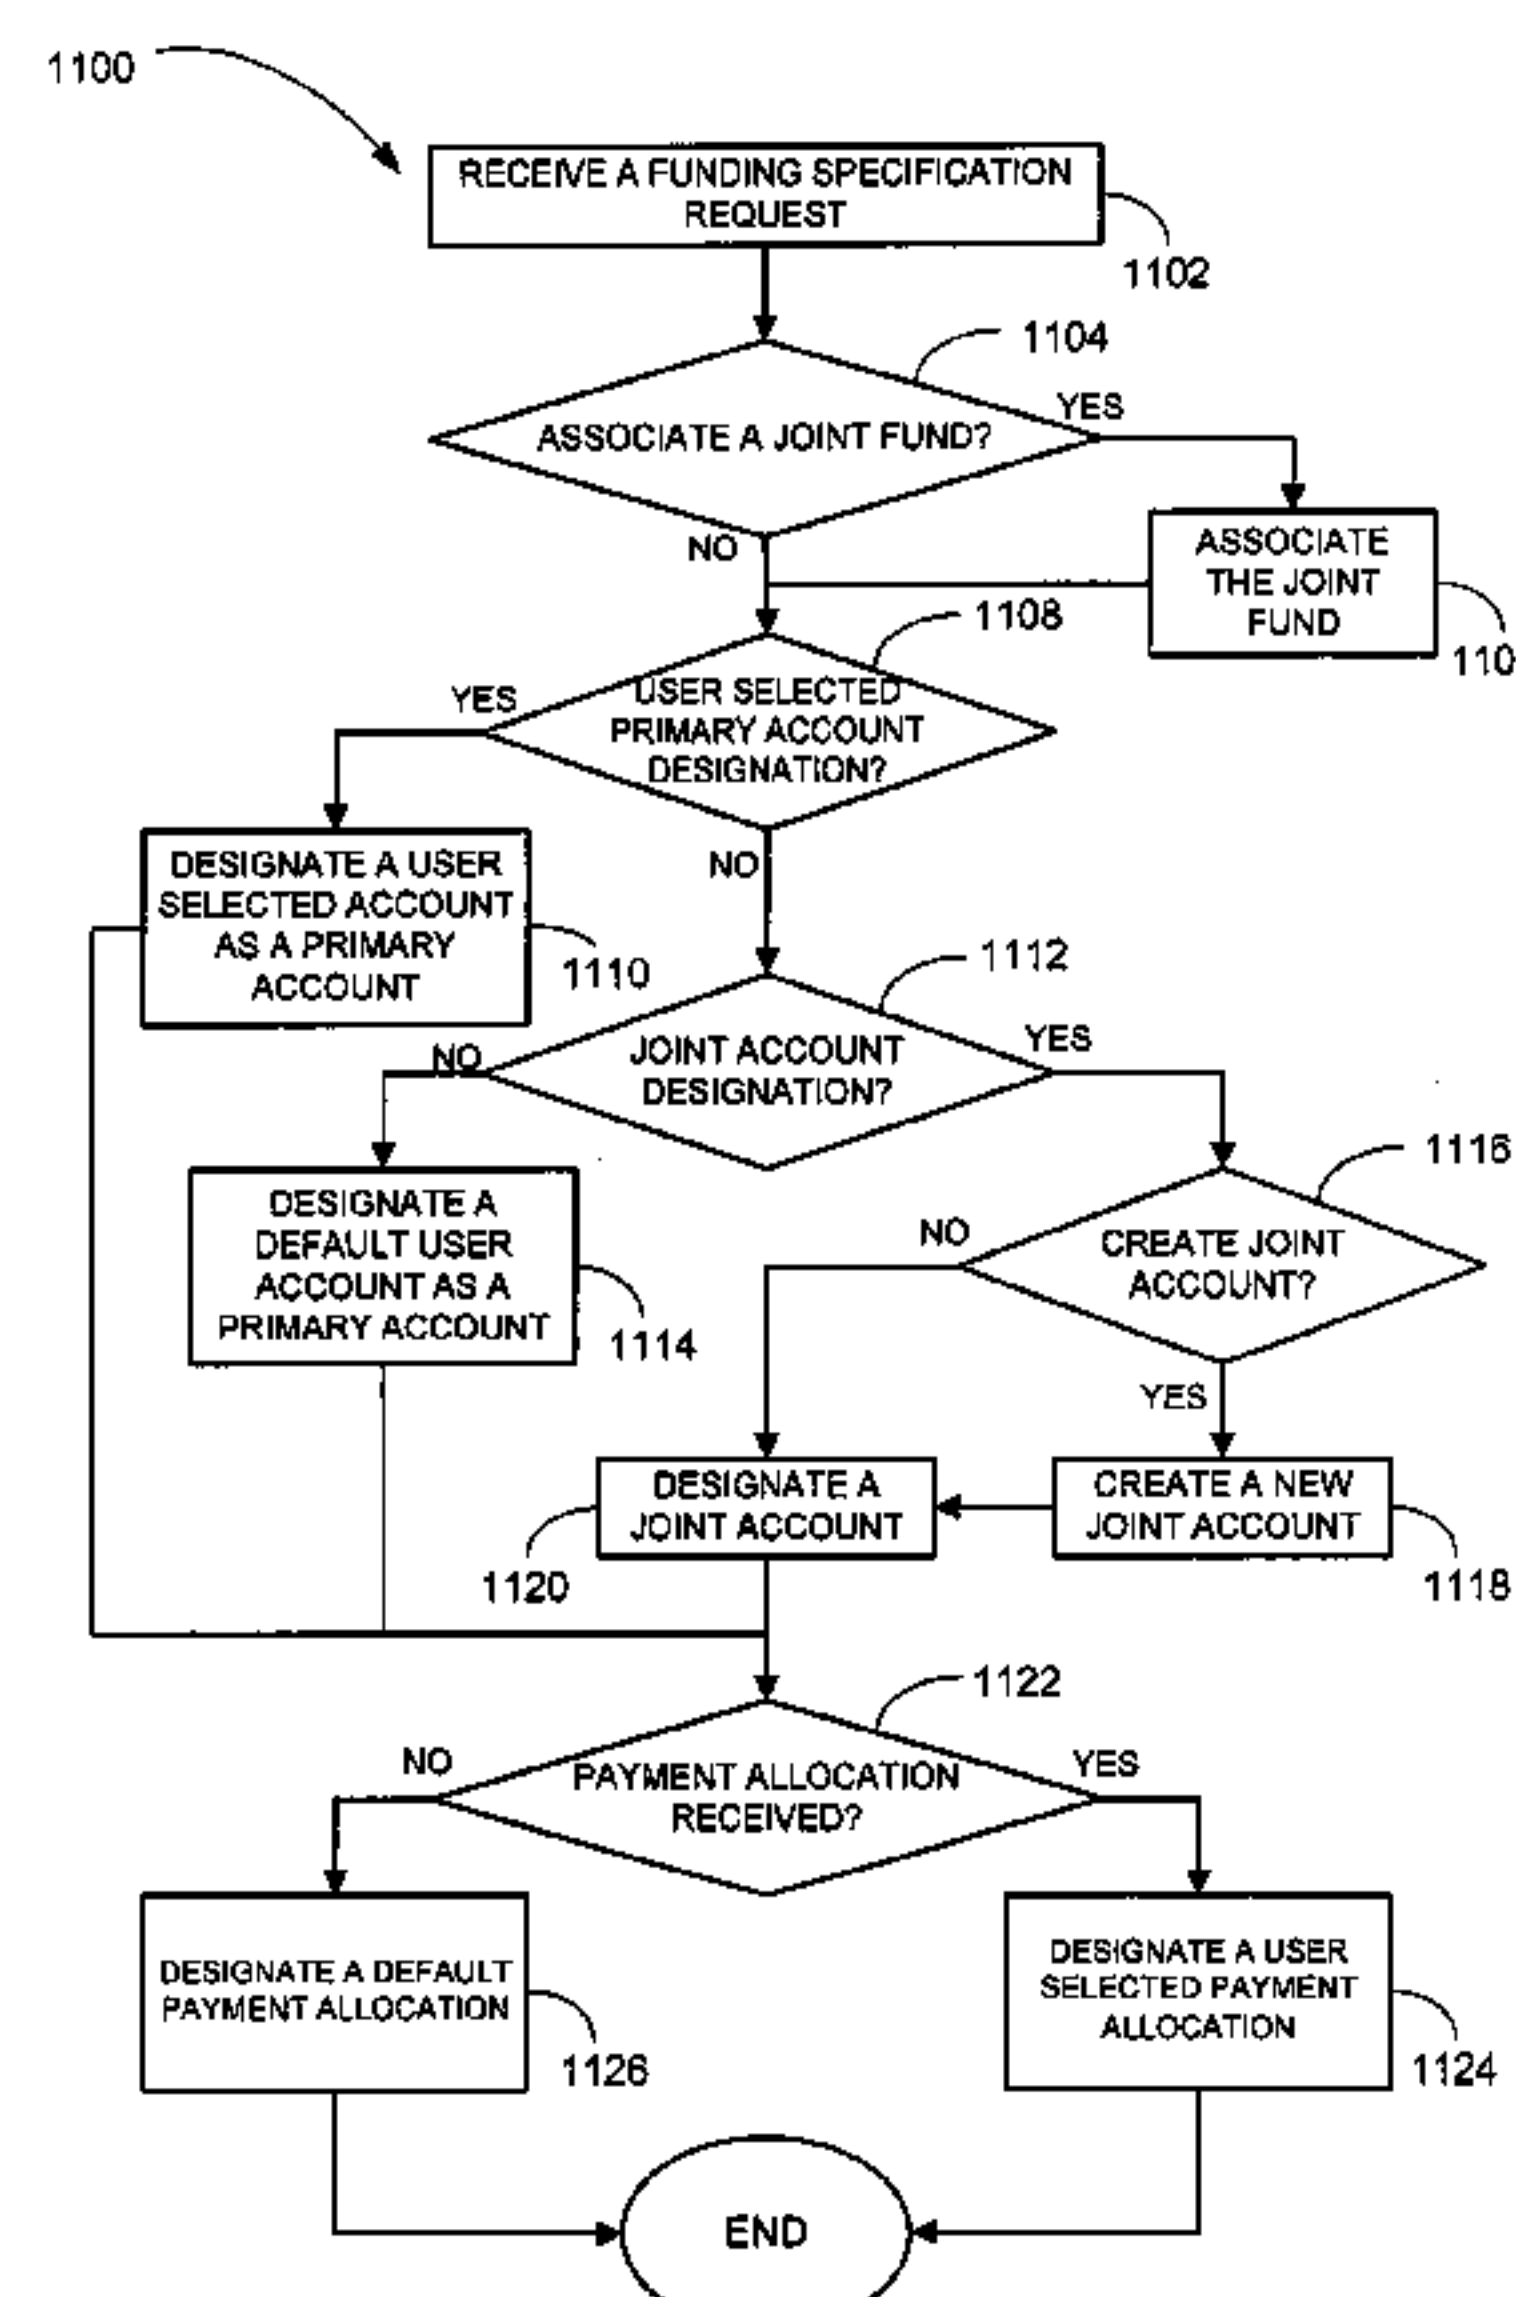 1100
RECEIVE A FUNDING SPECIFICATION
REQUEST
1102
1104
YES
ASSOCIATE A JOINT FUND?
NO
ASSOCIATE
THE JOINT
FUND
110
1108
YES
USER SELECTED
PRIMARY ACCOUNT
DESIGNATION?
NO
DESIGNATE A USER
SELECTED ACCOUNT
AS A PRIMARY
ACCOUNT
1110
1112
NO
JOINT ACCOUNT
DESIGNATION?
YES
1116
DESIGNATE A
DEFAULT USER
ACCOUNT AS A
PRIMARY ACCOUNT
1114
NO
CREATE JOINT
ACCOUNT?
YES
DESIGNATE A
JOINT ACCOUNT
1120
CREATE A NEW
JOINT ACCOUNT
1118
1122
NO
PAYMENT ALLOCATION
RECEIVED?
YES
DESIGNATE A DEFAULT
PAYMENT ALLOCATION
1126
DESIGNATE A USER
SELECTED PAYMENT
ALLOCATION
1124
END